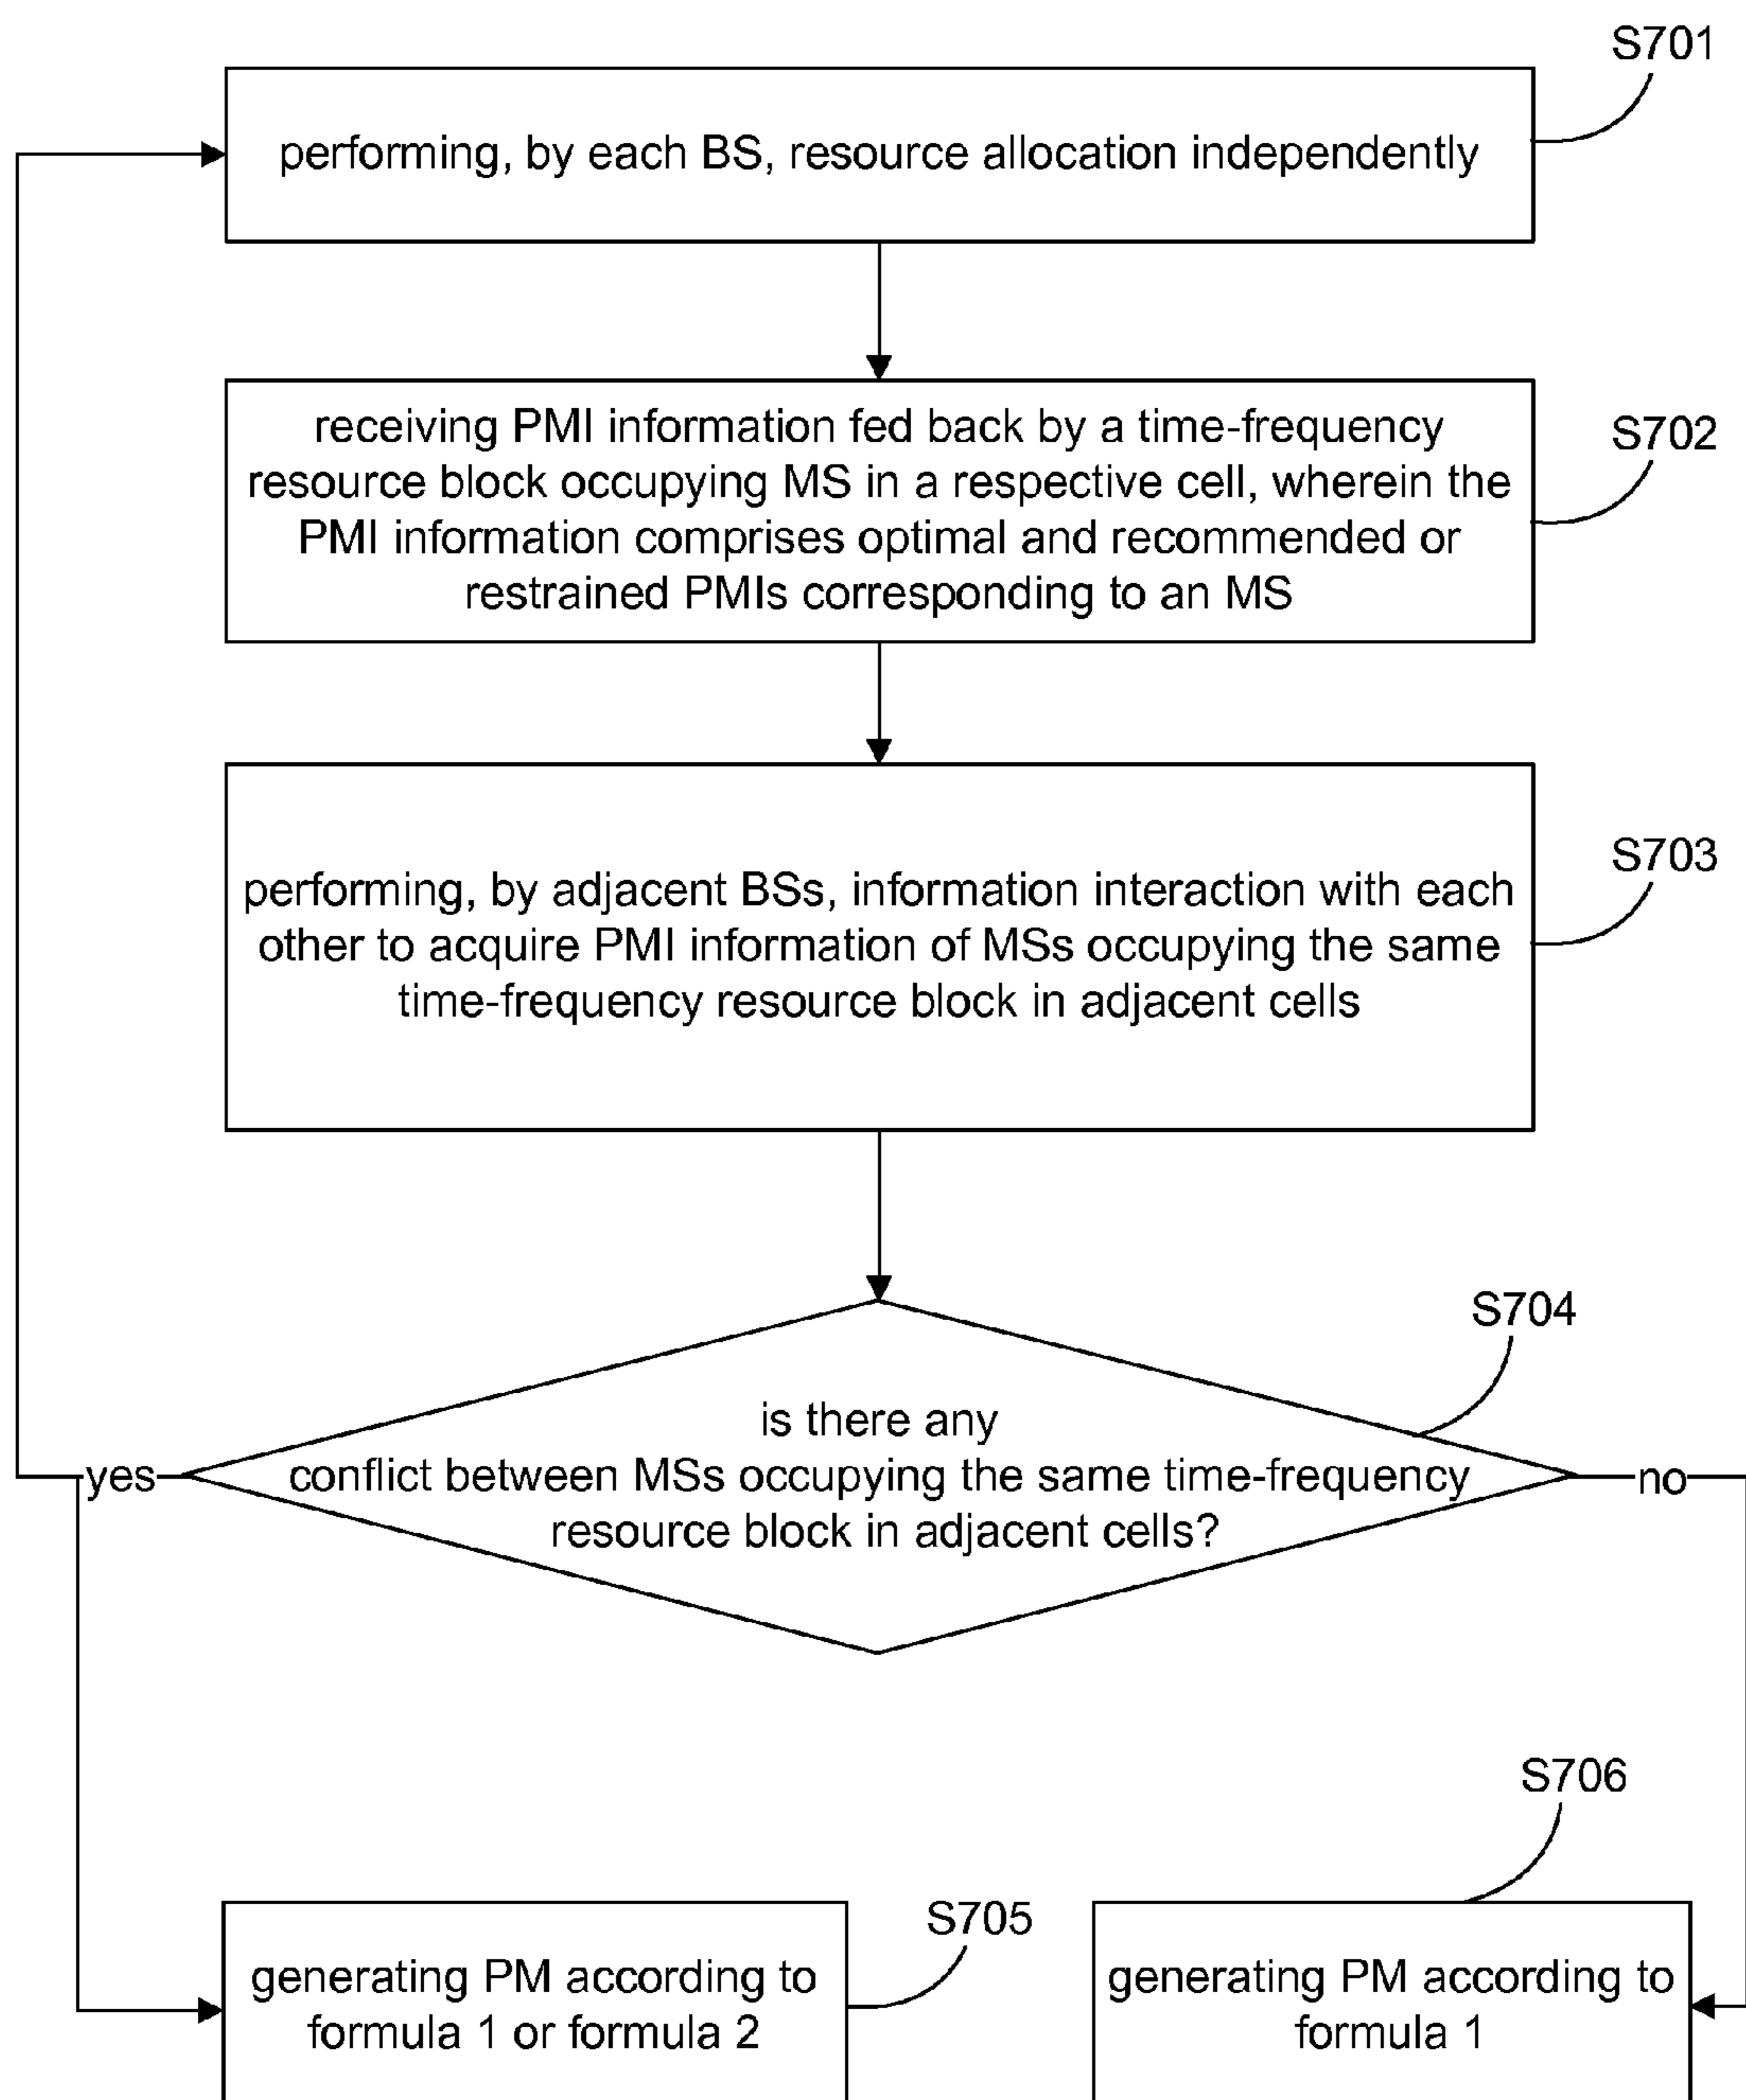 S701
performing, by each BS, resource allocation independently
S702
receiving PMI information fed back by a time-frequency
resource block occupying MS in a respective cell, wherein the
PMI information comprises optimal and recommended or
restrained PMIs corresponding to an MS
S703
performing, by adjacent BSs, information interaction with each
other to acquire PMI information of MSs occupying the same
time-frequency resource block in adjacent cells
S704
is there any
conflict between MSs occupying the same time-frequency
resource block in adjacent cells?
yes
no
S705
generating PM according to
formula 1 or formula 2
S706
generating PM according to
formula 1